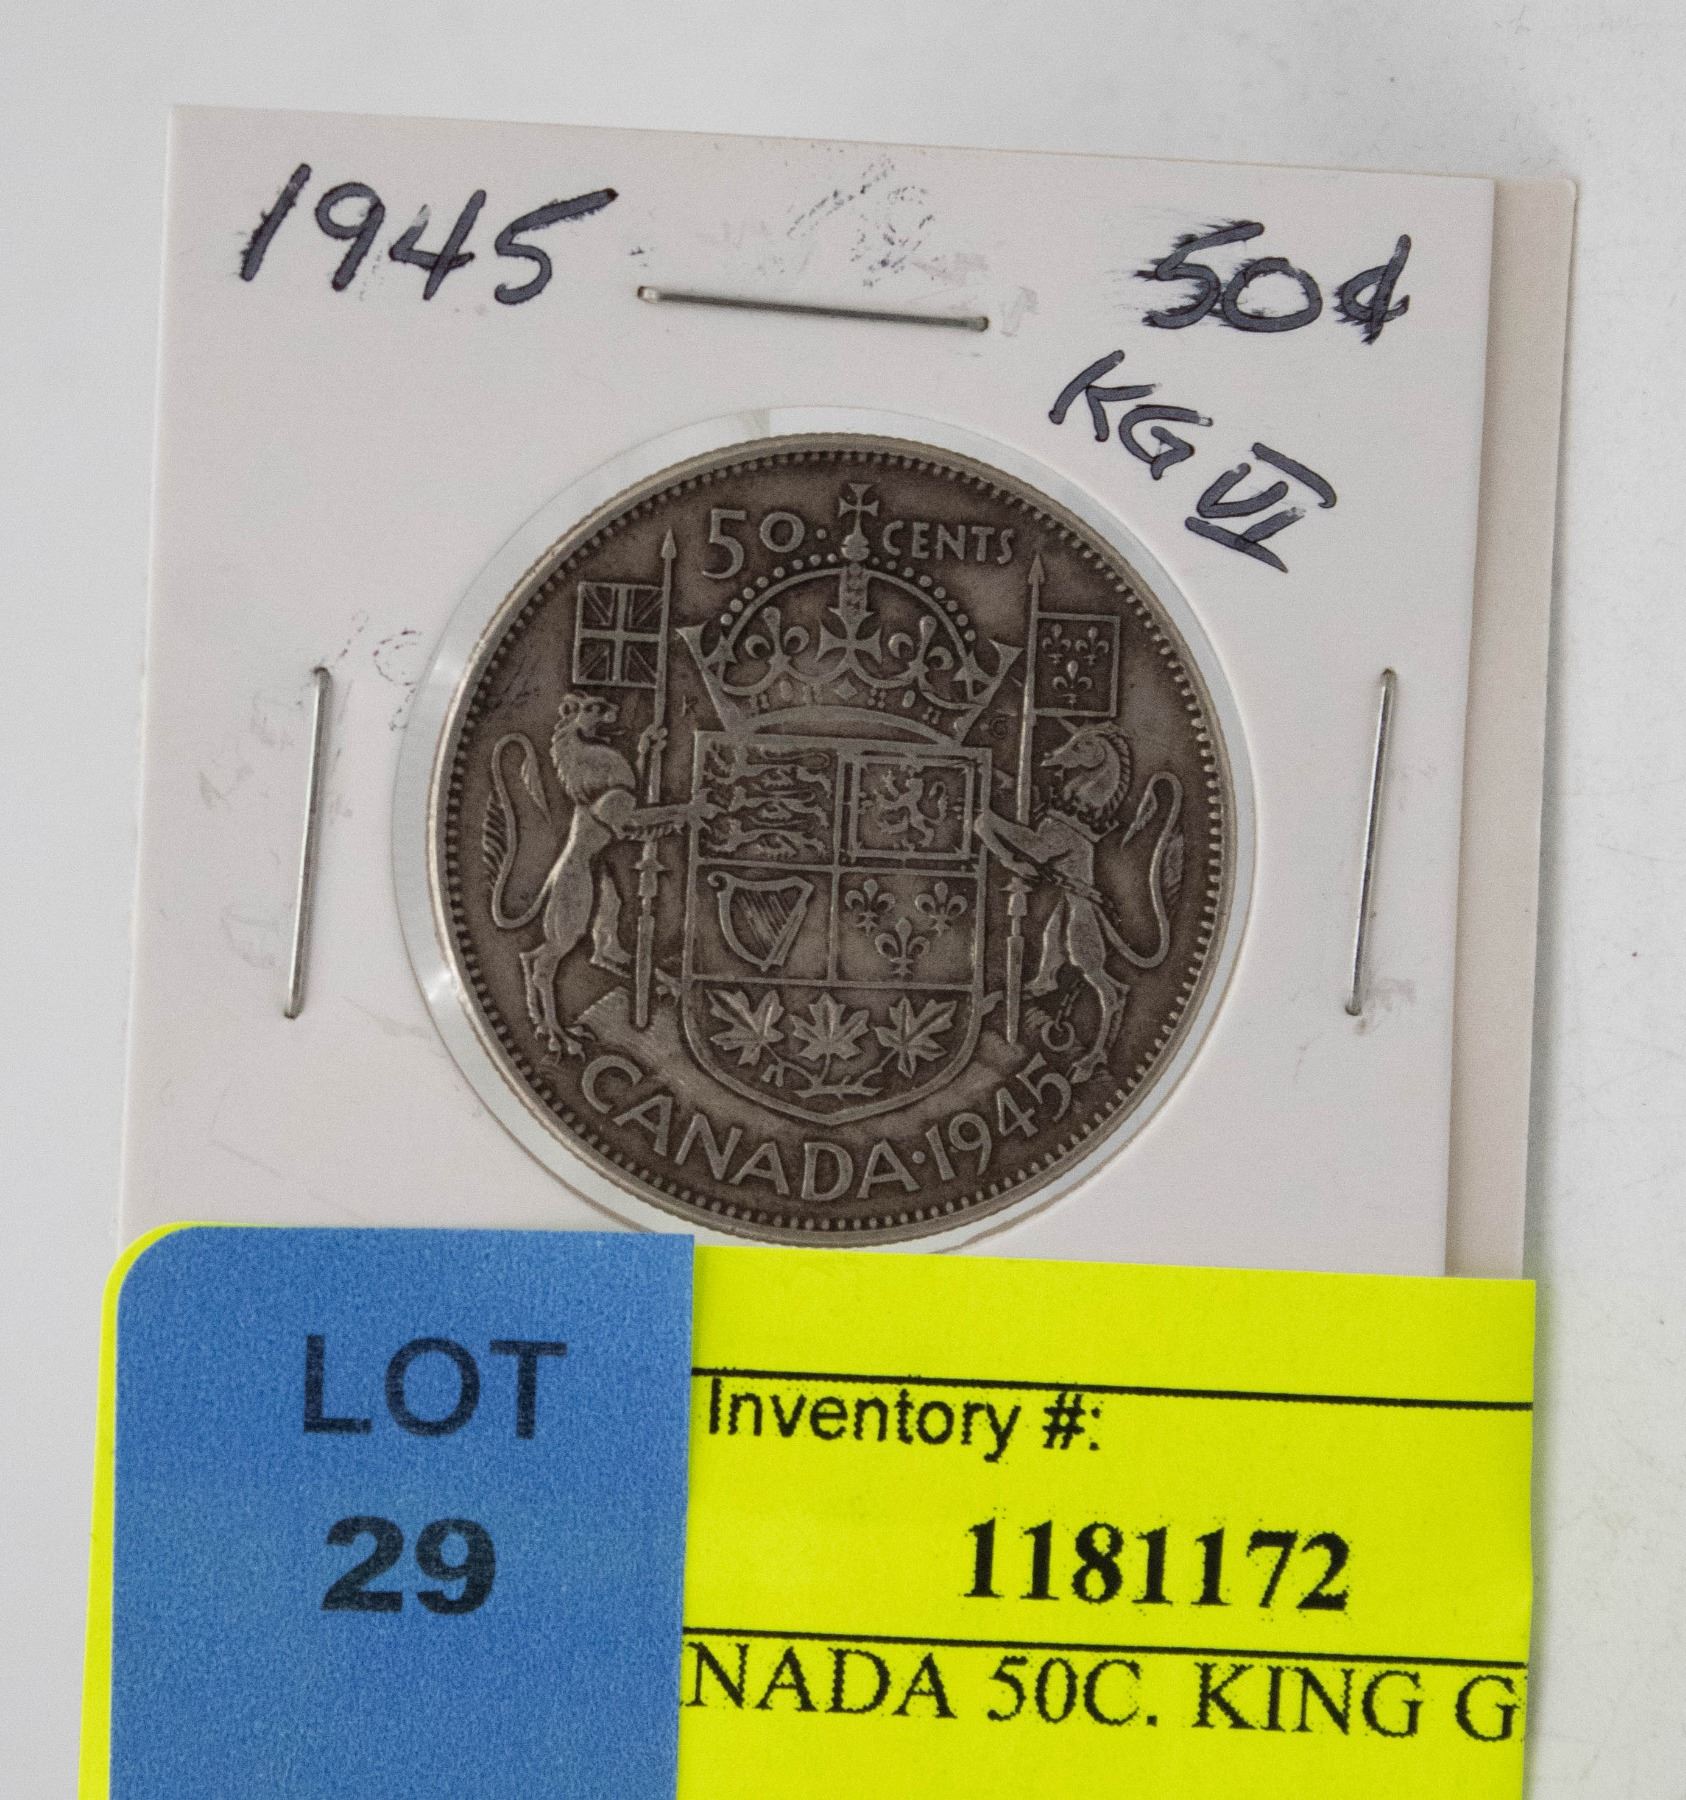 1945 50¢
KG VI
50 · CENTS
K G
CANADA · 1945
LOT
29
Inventory #:
1181172
NADA 50C. KING G